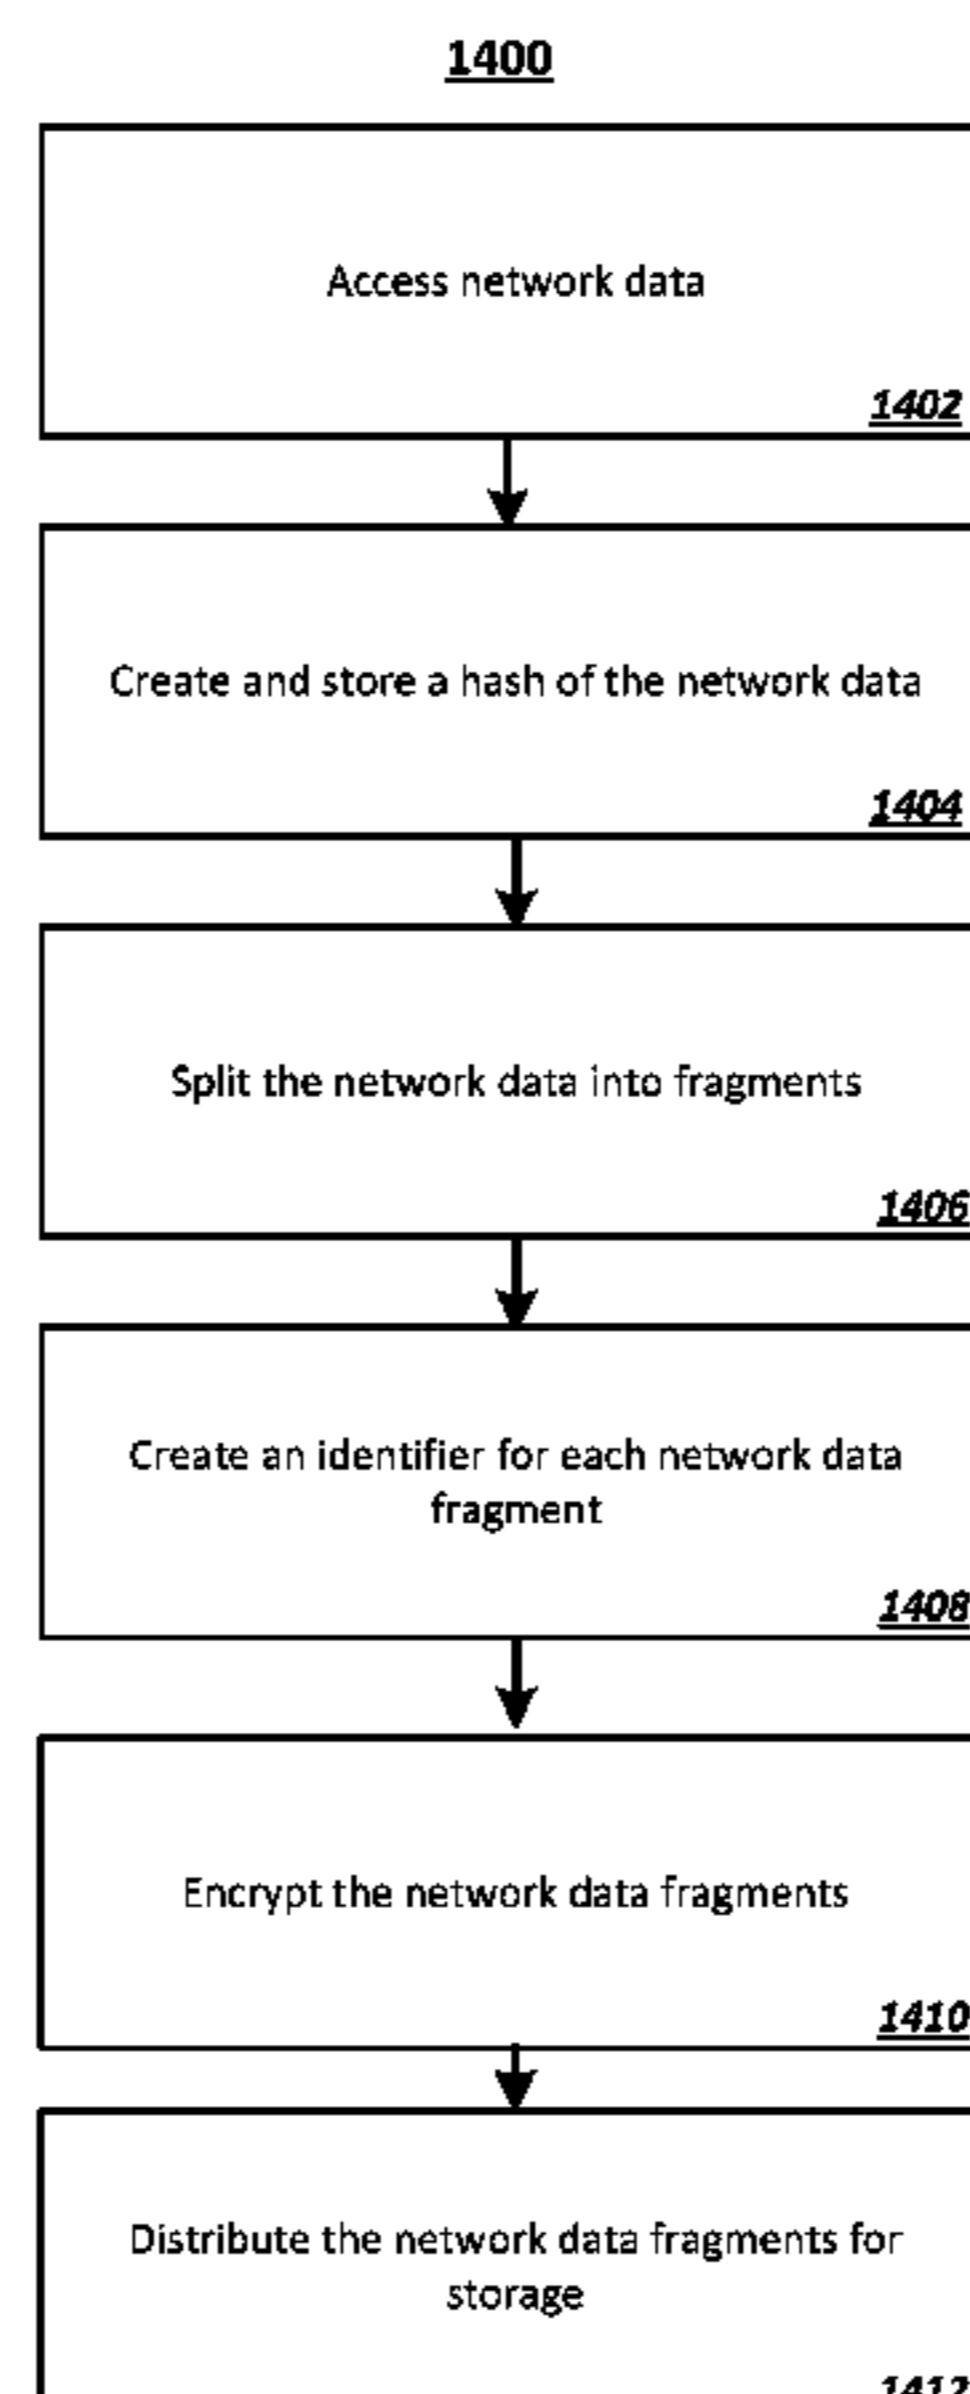 1400
Access network data
1402
Create and store a hash of the network data
1404
Split the network data into fragments
1406
Create an identifier for each network data
fragment
1408
Encrypt the network data fragments
1410
Distribute the network data fragments for
storage
1412